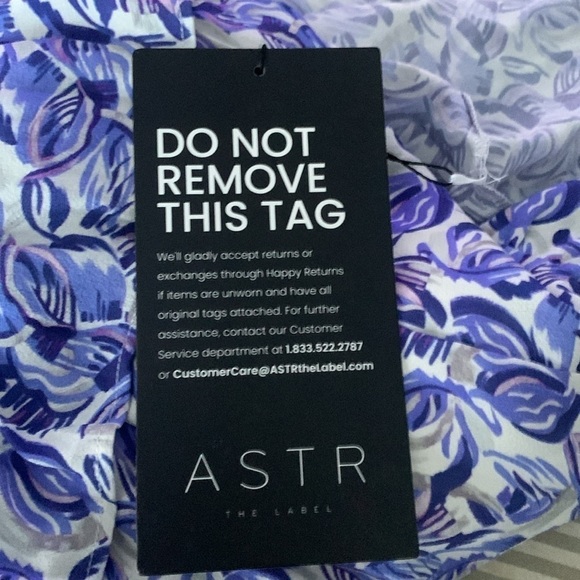 DO NOT
REMOVE
THIS TAG
We'll gladly accept returns or
exchanges through Happy Returns
if items are unworn and have all
original tags attached. For further
assistance, contact our Customer
Service department at 1.833.522.2787
or CustomerCare@ASTRtheLabel.com
ASTR
THE LABEL